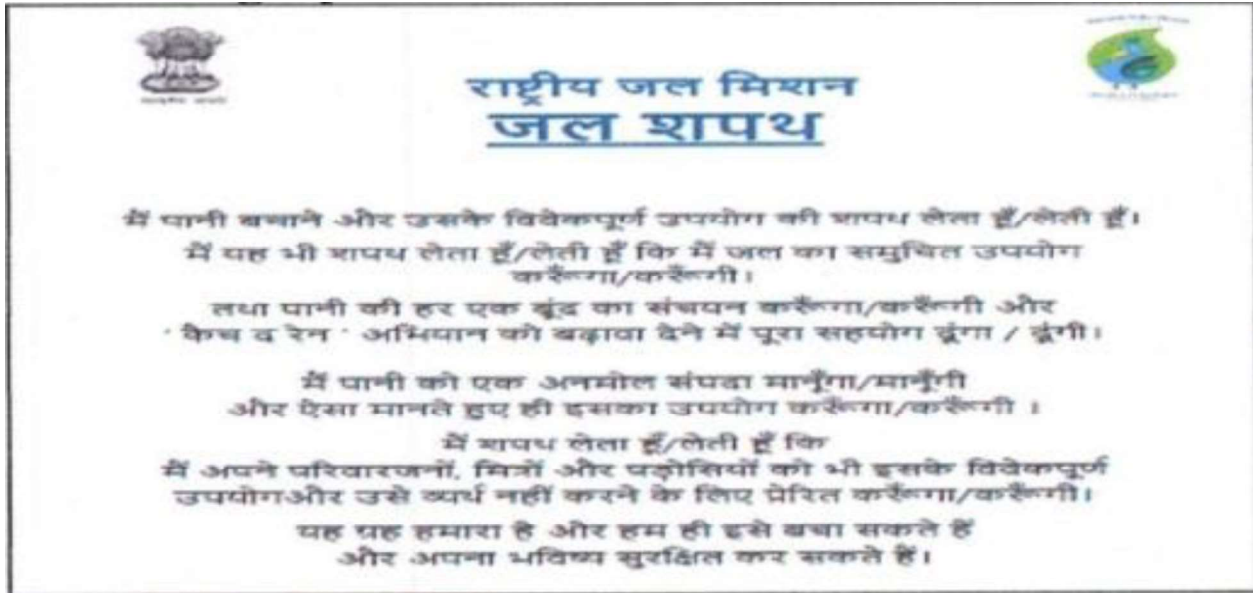 राष्ट्रीय जल मिशन
जल शपथ
मैं पानी बचाने और उसके विवेकपूर्ण उपयोग की शपथ लेता हूँ/लेती हूँ।
मैं यह भी शपथ लेता हूँ/लेती हूँ कि मैं जल का समुचित उपयोग
करूँगा/करूँगी।
तथा पानी की हर एक बूंद का संचयन करूँगा/करूँगी और
' कैच द रेन ' अभियान को बढ़ावा देने में पूरा सहयोग दूंगा / दूंगी।
मैं पानी को एक अनमोल संपदा मानूँगा/मानूँगी
और ऐसा मानते हुए ही इसका उपयोग करूँगा/करूँगी ।
मैं शपथ लेता हूँ/लेती हूँ कि
मैं अपने परिवारजनों, मित्रों और पड़ोसियों को भी इसके विवेकपूर्ण
उपयोगऔर उसे व्यर्थ नहीं करने के लिए प्रेरित करूँगा/करूँगी।
यह ग्रह हमारा है और हम ही इसे बचा सकते हैं
और अपना भविष्य सुरक्षित कर सकते हैं।